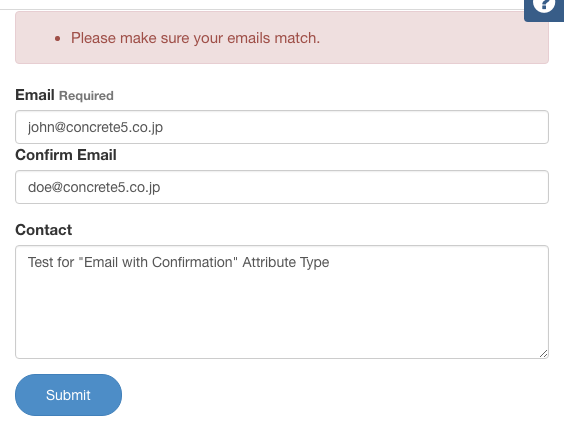 ?
• Please make sure your emails match.
Email Required
john@concrete5.co.jp
Confirm Email
doe@concrete5.co.jp
Contact
Test for "Email with Confirmation" Attribute Type
Submit